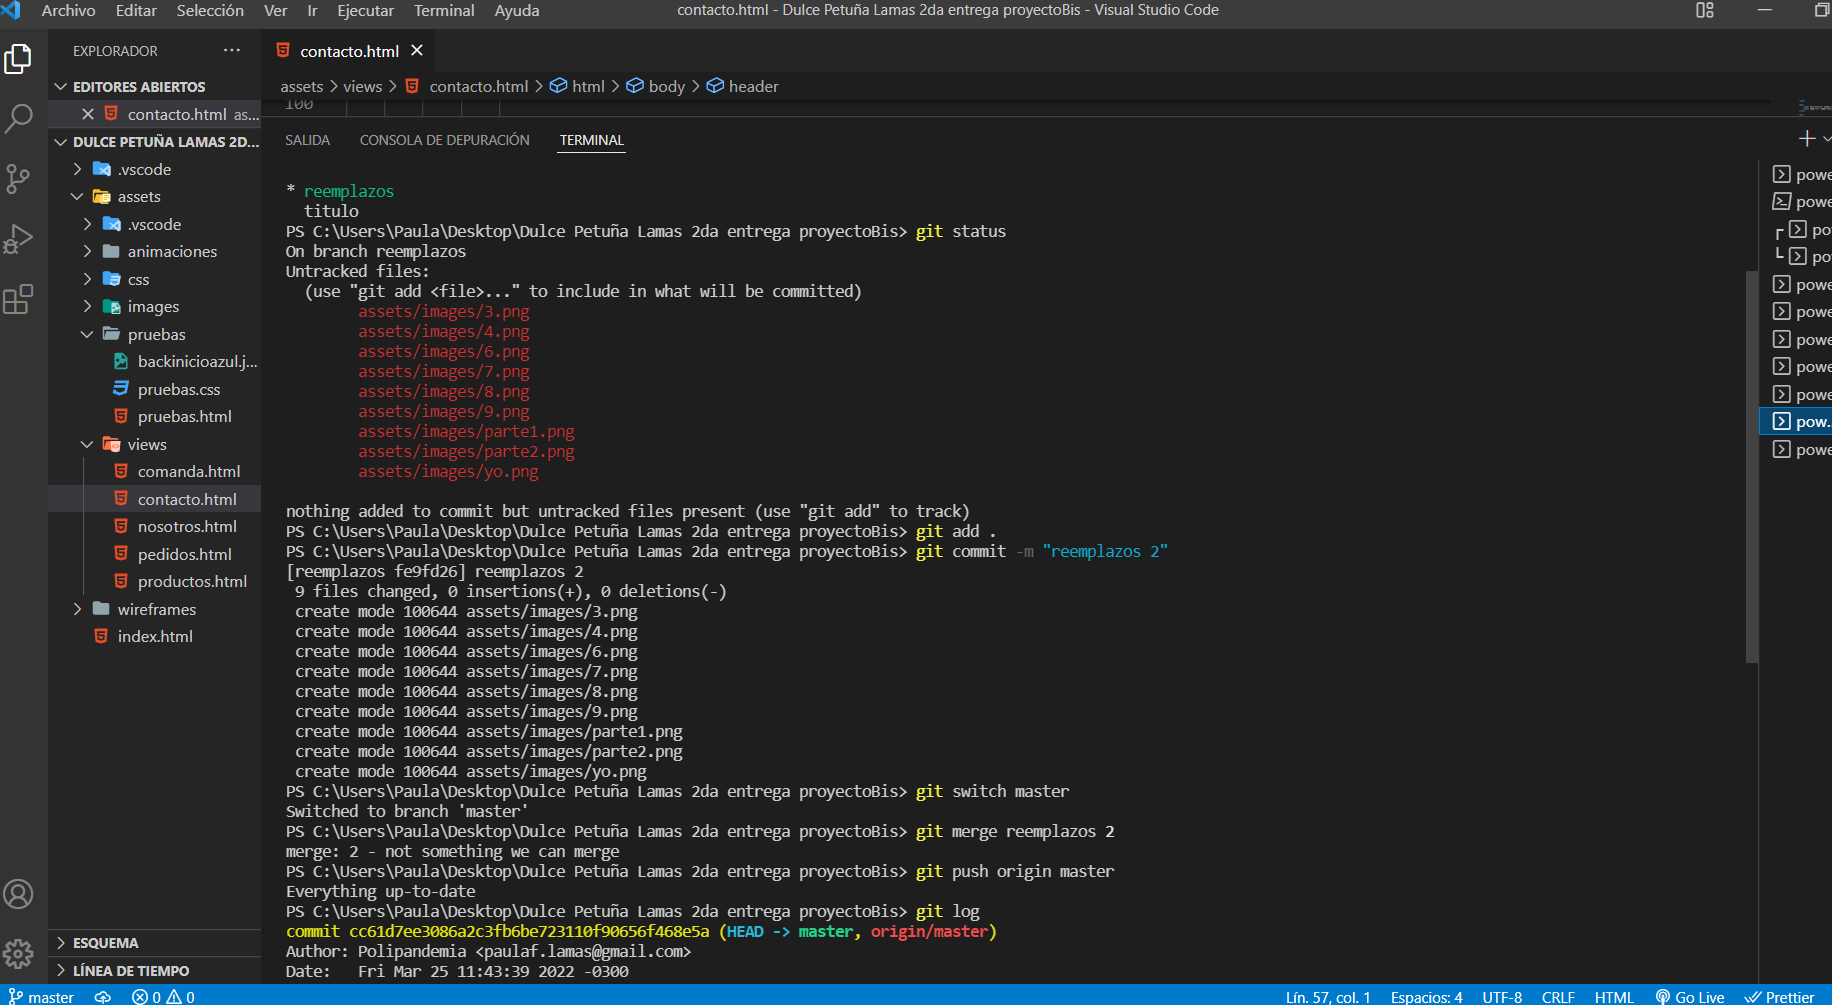 Archivo Editar Selección Ver Ir Ejecutar Terminal Ayuda
contacto.html - Dulce Petuña Lamas 2da entrega proyectoBis - Visual Studio Code
EXPLORADOR ...
EDITORES ABIERTOS
contacto.html as...
DULCE PETUÑA LAMAS 2D...
.vscode
assets
.vscode
animaciones
css
images
pruebas
backinicioazul.j...
pruebas.css
pruebas.html
views
comanda.html
contacto.html
nosotros.html
pedidos.html
productos.html
wireframes
index.html
ESQUEMA
LÍNEA DE TIEMPO
contacto.html
assets > views > contacto.html > html > body > header
100
SALIDA CONSOLA DE DEPURACIÓN TERMINAL
* reemplazos
titulo
PS C:\Users\Paula\Desktop\Dulce Petuña Lamas 2da entrega proyectoBis> git status
On branch reemplazos
Untracked files:
(use "git add <file>..." to include in what will be committed)
assets/images/3.png
assets/images/4.png
assets/images/6.png
assets/images/7.png
assets/images/8.png
assets/images/9.png
assets/images/parte1.png
assets/images/parte2.png
assets/images/yo.png
nothing added to commit but untracked files present (use "git add" to track)
PS C:\Users\Paula\Desktop\Dulce Petuña Lamas 2da entrega proyectoBis> git add .
PS C:\Users\Paula\Desktop\Dulce Petuña Lamas 2da entrega proyectoBis> git commit -m "reemplazos 2"
[reemplazos fe9fd26] reemplazos 2
9 files changed, 0 insertions(+), 0 deletions(-)
create mode 100644 assets/images/3.png
create mode 100644 assets/images/4.png
create mode 100644 assets/images/6.png
create mode 100644 assets/images/7.png
create mode 100644 assets/images/8.png
create mode 100644 assets/images/9.png
create mode 100644 assets/images/parte1.png
create mode 100644 assets/images/parte2.png
create mode 100644 assets/images/yo.png
PS C:\Users\Paula\Desktop\Dulce Petuña Lamas 2da entrega proyectoBis> git switch master
Switched to branch 'master'
PS C:\Users\Paula\Desktop\Dulce Petuña Lamas 2da entrega proyectoBis> git merge reemplazos 2
merge: 2 - not something we can merge
PS C:\Users\Paula\Desktop\Dulce Petuña Lamas 2da entrega proyectoBis> git push origin master
Everything up-to-date
PS C:\Users\Paula\Desktop\Dulce Petuña Lamas 2da entrega proyectoBis> git log
commit cc61d7ee3086a2c3fb6be723110f90656f468e5a (HEAD -> master, origin/master)
Author: Polipandemia <paulaf.lamas@gmail.com>
Date: Fri Mar 25 11:43:39 2022 -0300
powe
powe
po
po
powe
powe
powe
powe
powe
pow.
powe
master 0 0 Lín. 57, col. 1 Espacios: 4 UTF-8 CRLF HTML Go Live Prettier